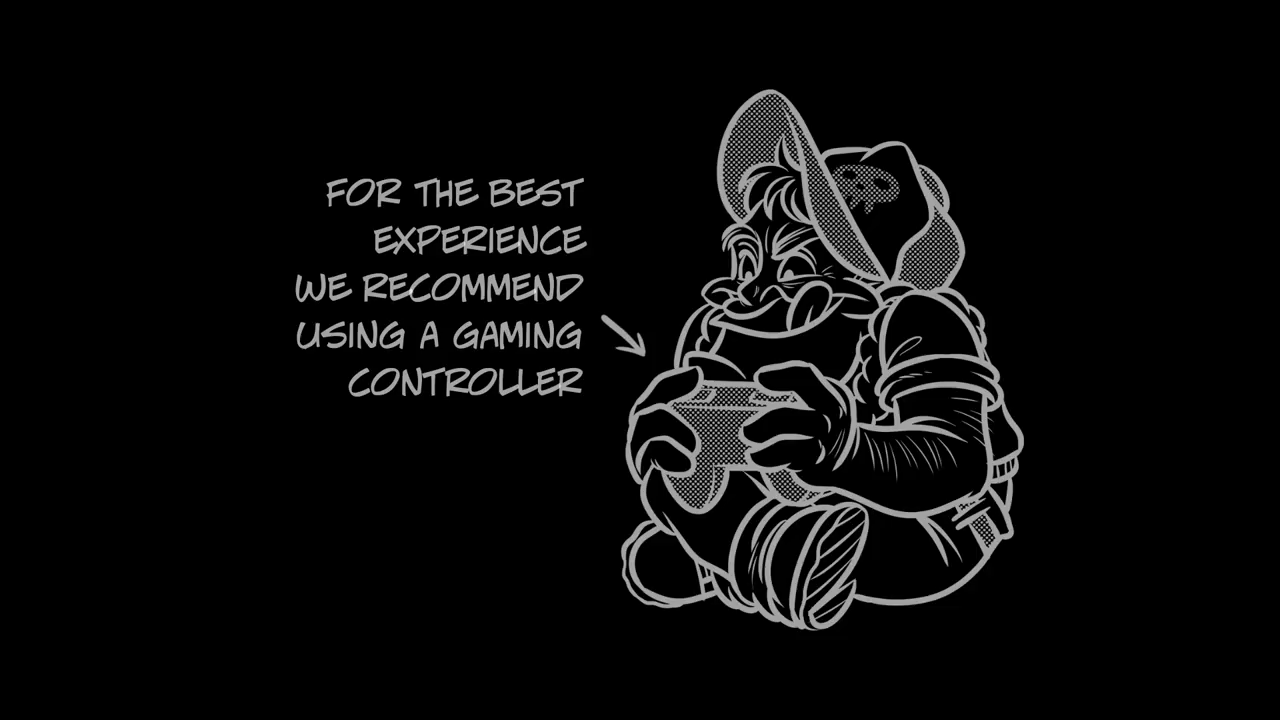 FOR THE BEST
EXPERIENCE
WE RECOMMEND
USING A GAMING
CONTROLLER